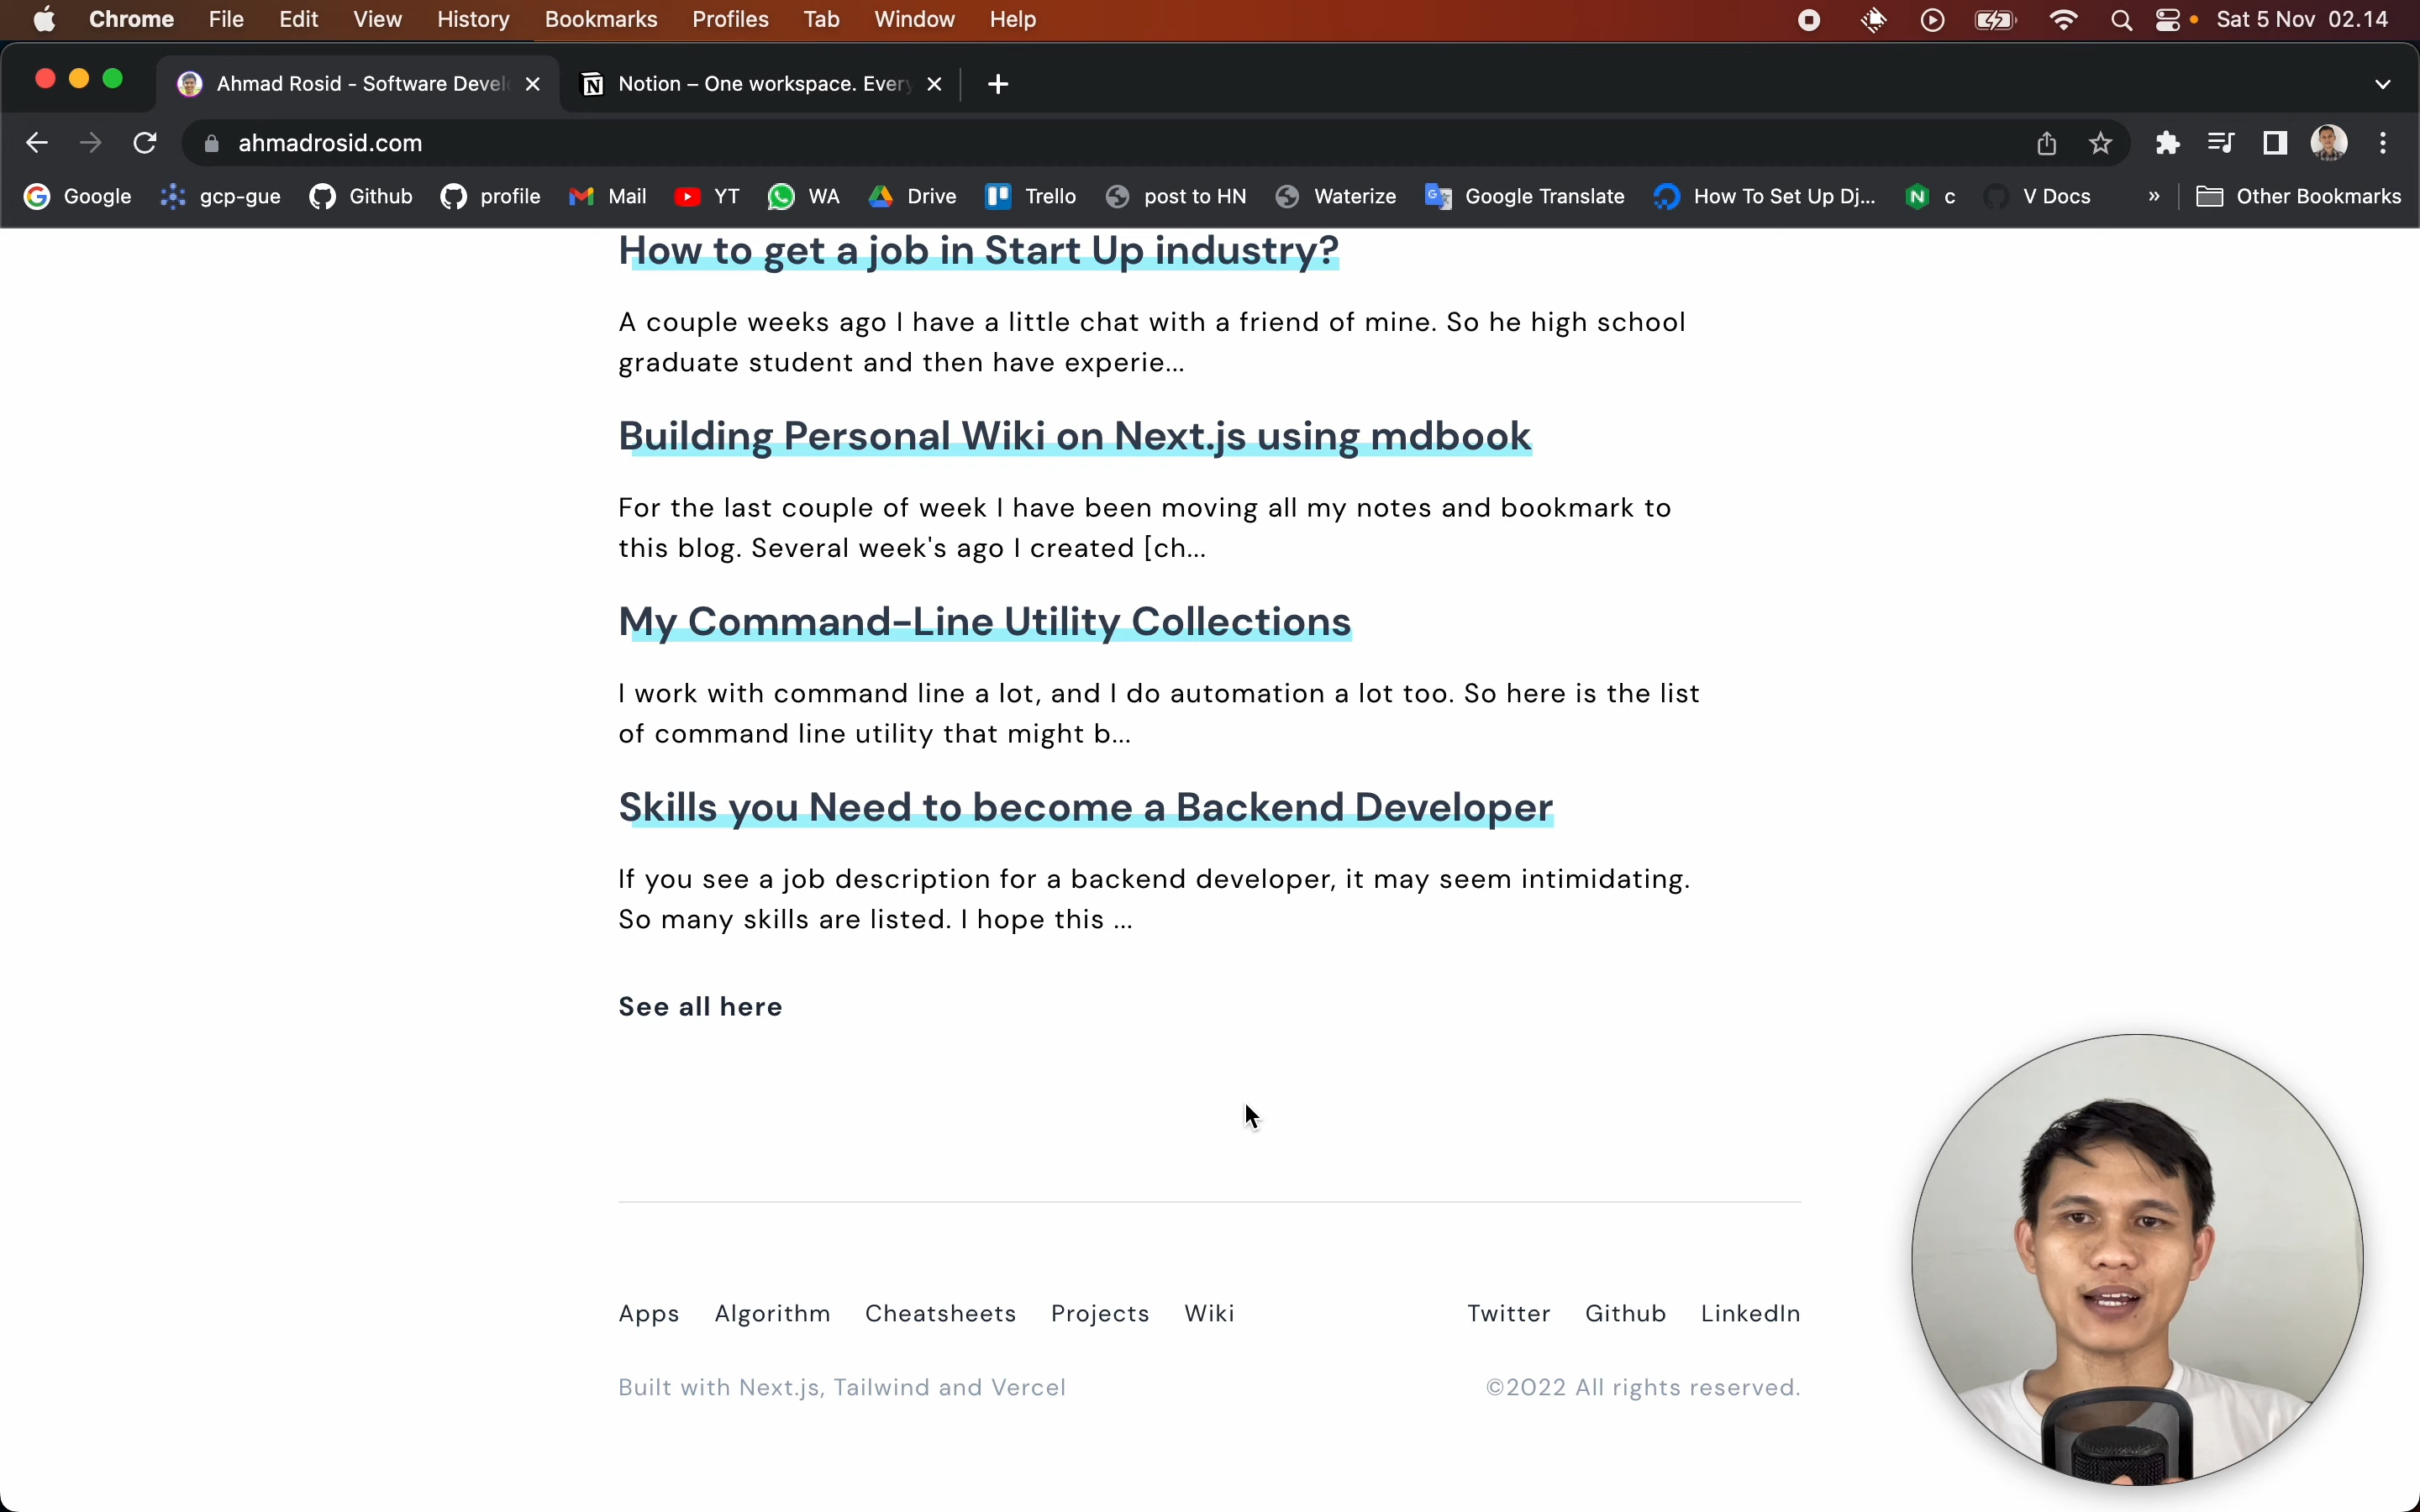 Chrome File Edit View History Bookmarks Profiles Tab Window Help Sat 5 Nov 02.14
Ahmad Rosid - Software Devel Notion – One workspace. Every
ahmadrosid.com
Google gcp-gue Github profile Mail YT WA Drive Trello post to HN Waterize Google Translate How To Set Up Dj... c V Docs » Other Bookmarks
How to get a job in Start Up industry?
A couple weeks ago I have a little chat with a friend of mine. So he high school
graduate student and then have experie...
Building Personal Wiki on Next.js using mdbook
For the last couple of week I have been moving all my notes and bookmark to
this blog. Several week's ago I created [ch...
My Command-Line Utility Collections
I work with command line a lot, and I do automation a lot too. So here is the list
of command line utility that might b...
Skills you Need to become a Backend Developer
If you see a job description for a backend developer, it may seem intimidating.
So many skills are listed. I hope this ...
See all here
Apps Algorithm Cheatsheets Projects Wiki Twitter Github LinkedIn
Built with Next.js, Tailwind and Vercel ©2022 All rights reserved.